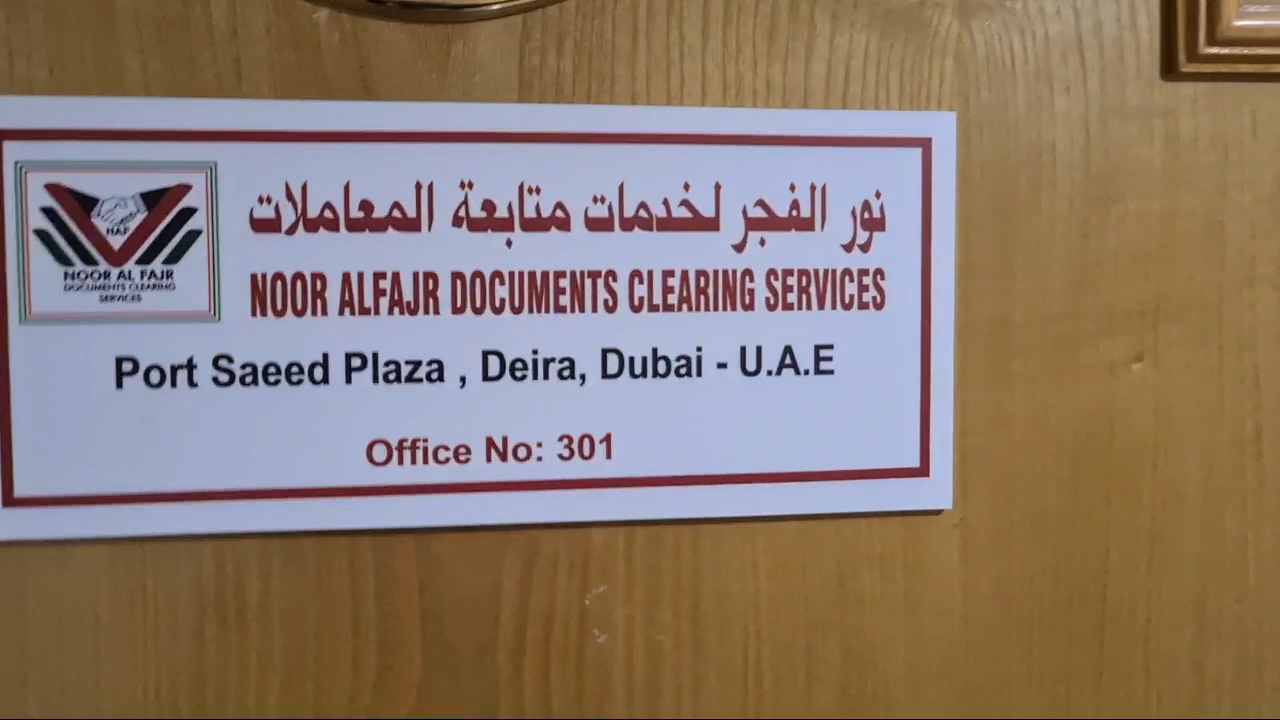 نور الفجر لخدمات متابعة المعاملات
NOOR ALFAJR DOCUMENTS CLEARING SERVICES
NAF
NOOR AL FAJR
DOCUMENTS CLEARING
SERVICES
Port Saeed Plaza , Deira, Dubai - U.A.E
Office No: 301